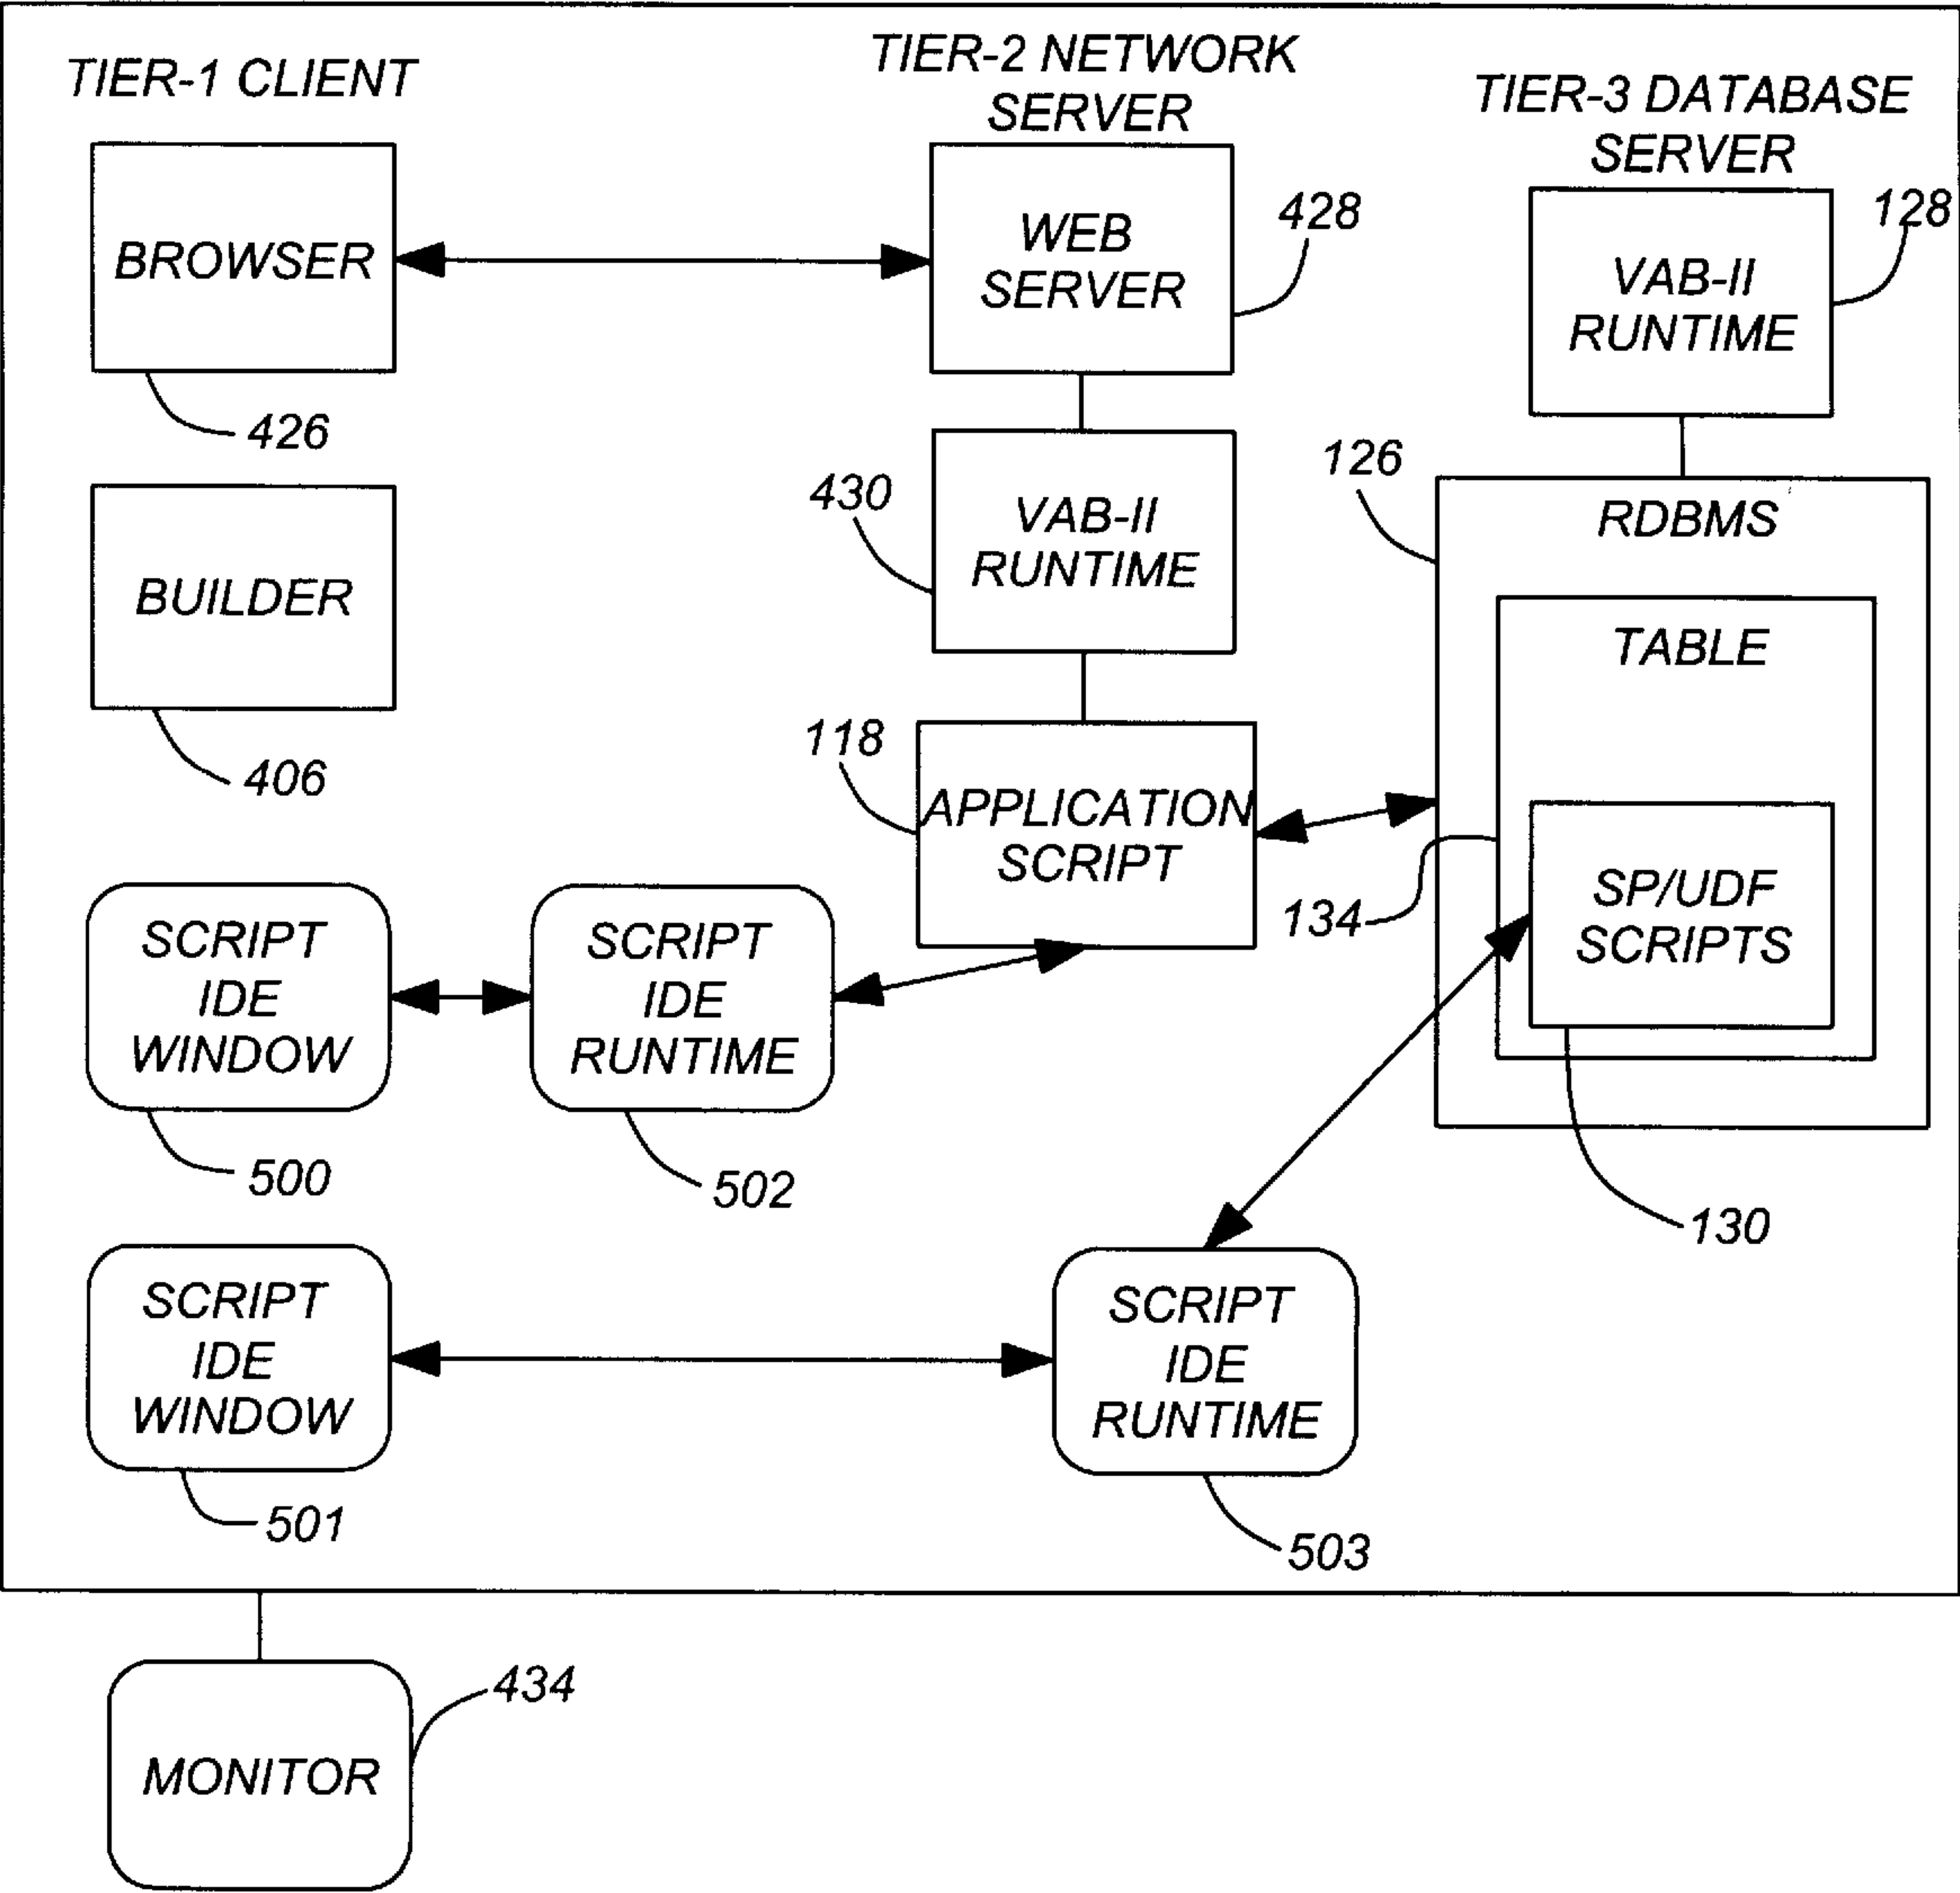 TIER-1 CLIENT
TIER-2 NETWORK
SERVER
TIER-3 DATABASE
SERVER
BROWSER
426
WEB
SERVER
428
VAB-II
RUNTIME
128
BUILDER
406
430
VAB-II
RUNTIME
126
RDBMS
TABLE
118
APPLICATION
SCRIPT
134
SP/UDF
SCRIPTS
130
SCRIPT
IDE
WINDOW
500
SCRIPT
IDE
RUNTIME
502
SCRIPT
IDE
WINDOW
501
SCRIPT
IDE
RUNTIME
503
MONITOR
434